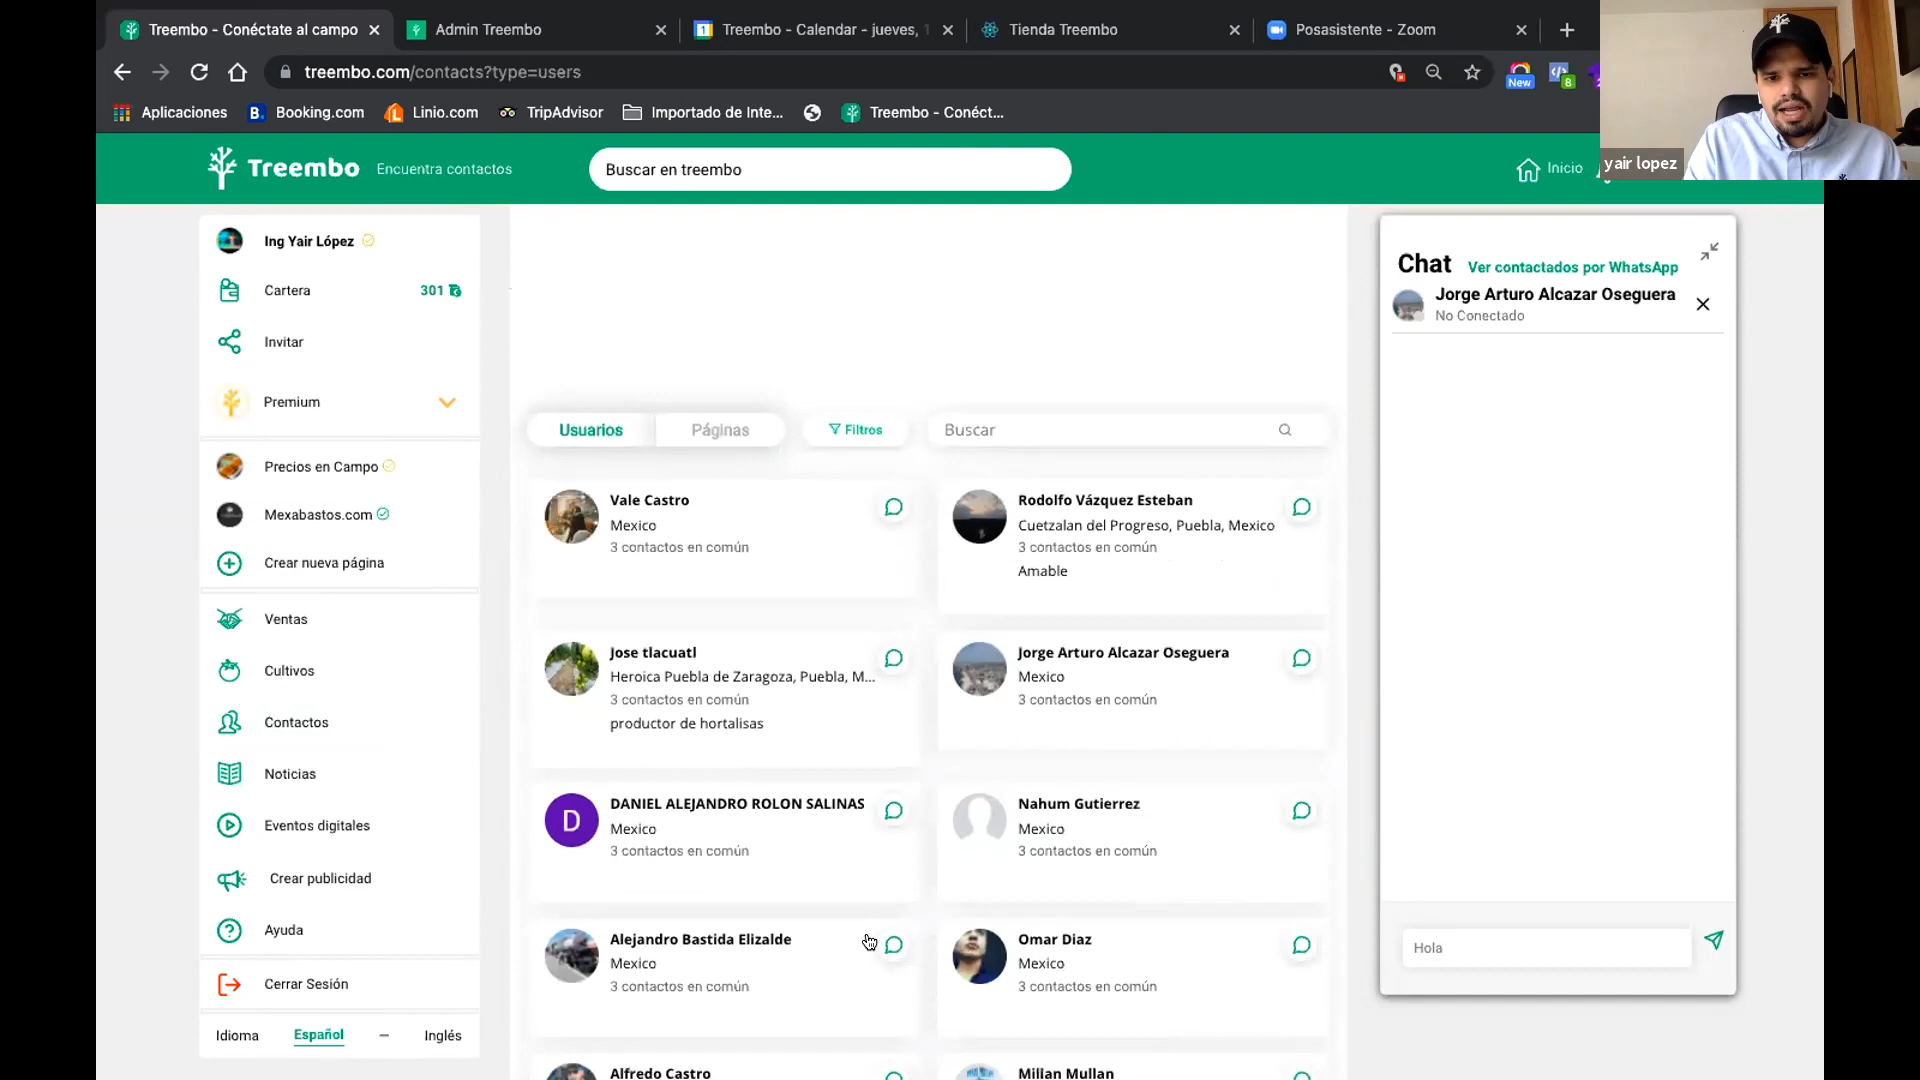 Treembo - Conéctate al campo
Admin Treembo
Treembo - Calendar - jueves, 1
Tienda Treembo
Posasistente - Zoom
treembo.com/contacts?type=users
New
8
Aplicaciones
B.
Booking.com
Linio.com
TripAdvisor
Importado de Inte...
Treembo - Conéct...
yair lopez
Treembo
Encuentra contactos
Buscar en treembo
Inicio
Ing Yair López
Cartera
301
Invitar
Premium
Precios en Campo
Mexabastos.com
Crear nueva página
Ventas
Cultivos
Contactos
Noticias
Eventos digitales
Crear publicidad
Ayuda
Cerrar Sesión
Idioma
Español
–
Inglés
Usuarios
Páginas
Filtros
Buscar
Vale Castro
Mexico
3 contactos en común
Rodolfo Vázquez Esteban
Cuetzalan del Progreso, Puebla, Mexico
3 contactos en común
Amable
Jose tlacuatl
Heroica Puebla de Zaragoza, Puebla, M...
3 contactos en común
productor de hortalisas
Jorge Arturo Alcazar Oseguera
Mexico
3 contactos en común
D
DANIEL ALEJANDRO ROLON SALINAS
Mexico
3 contactos en común
Nahum Gutierrez
Mexico
3 contactos en común
Alejandro Bastida Elizalde
Mexico
3 contactos en común
Omar Diaz
Mexico
3 contactos en común
Alfredo Castro
Millan Mullan
Chat
Ver contactados por WhatsApp
Jorge Arturo Alcazar Oseguera
No Conectado
Hola